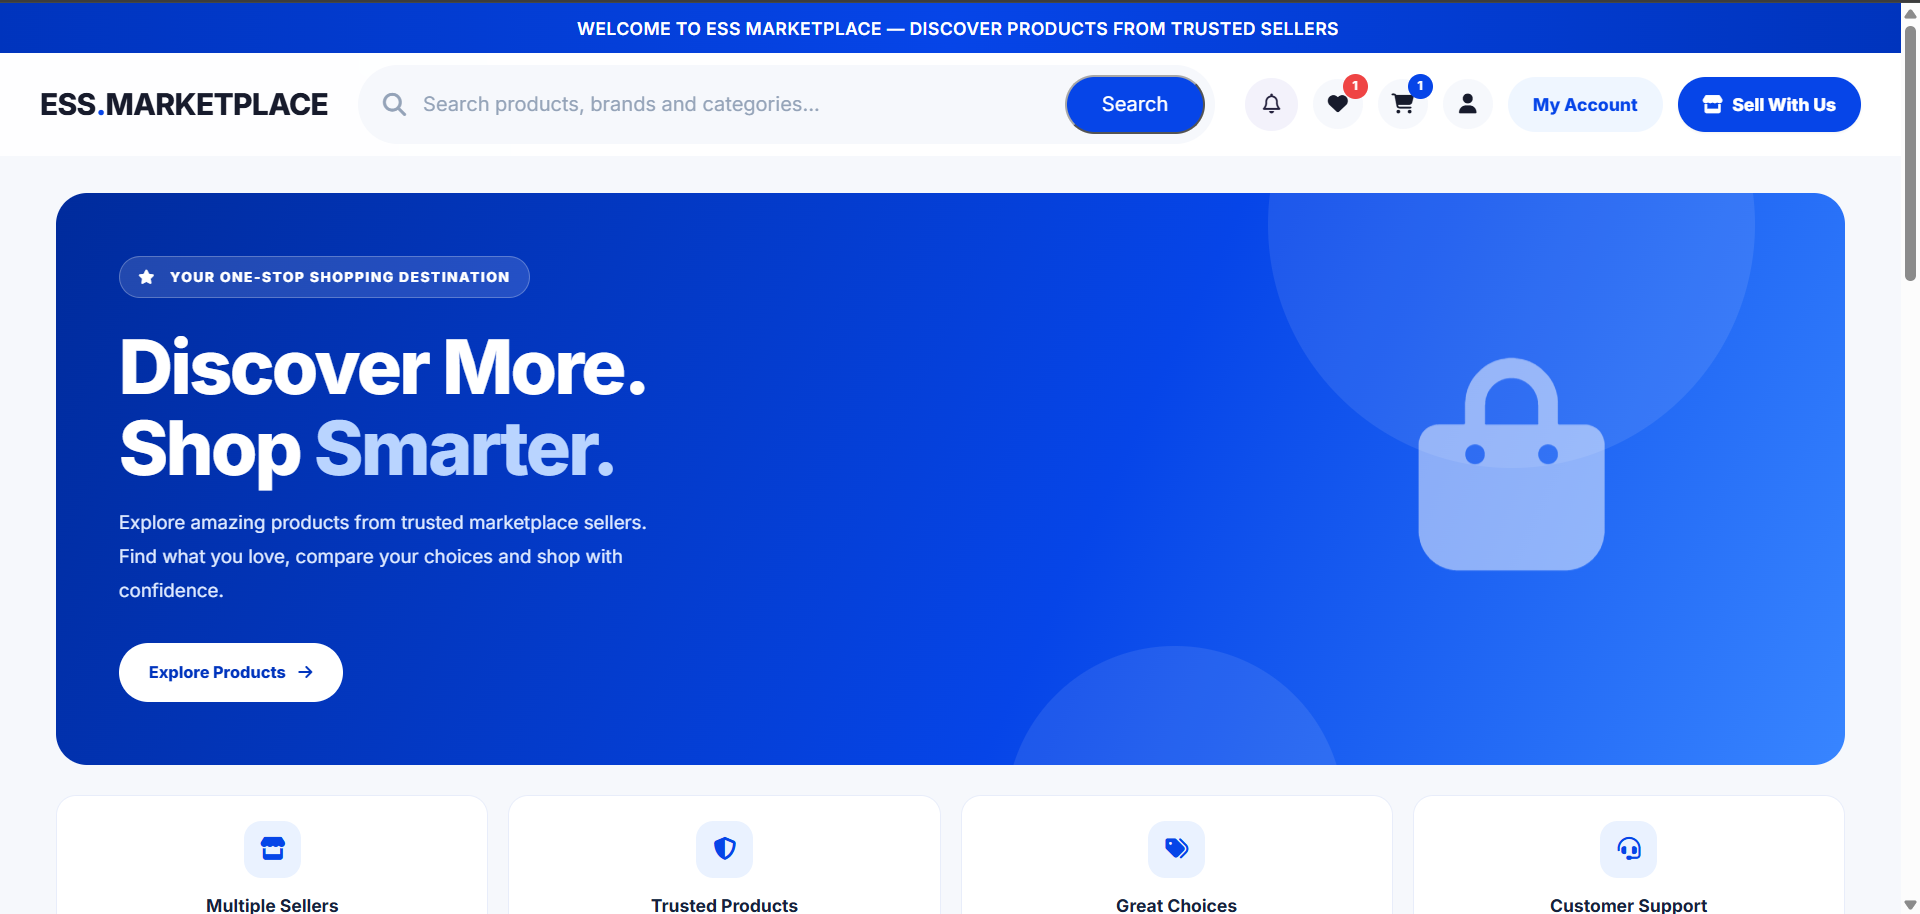 WELCOME TO ESS MARKETPLACE — DISCOVER PRODUCTS FROM TRUSTED SELLERS
ESS.MARKETPLACE
Search products, brands and categories...
Search
1
1
My Account
Sell With Us
YOUR ONE-STOP SHOPPING DESTINATION
Discover More.
Shop Smarter.
Explore amazing products from trusted marketplace sellers.
Find what you love, compare your choices and shop with
confidence.
Explore Products
Multiple Sellers
Trusted Products
Great Choices
Customer Support